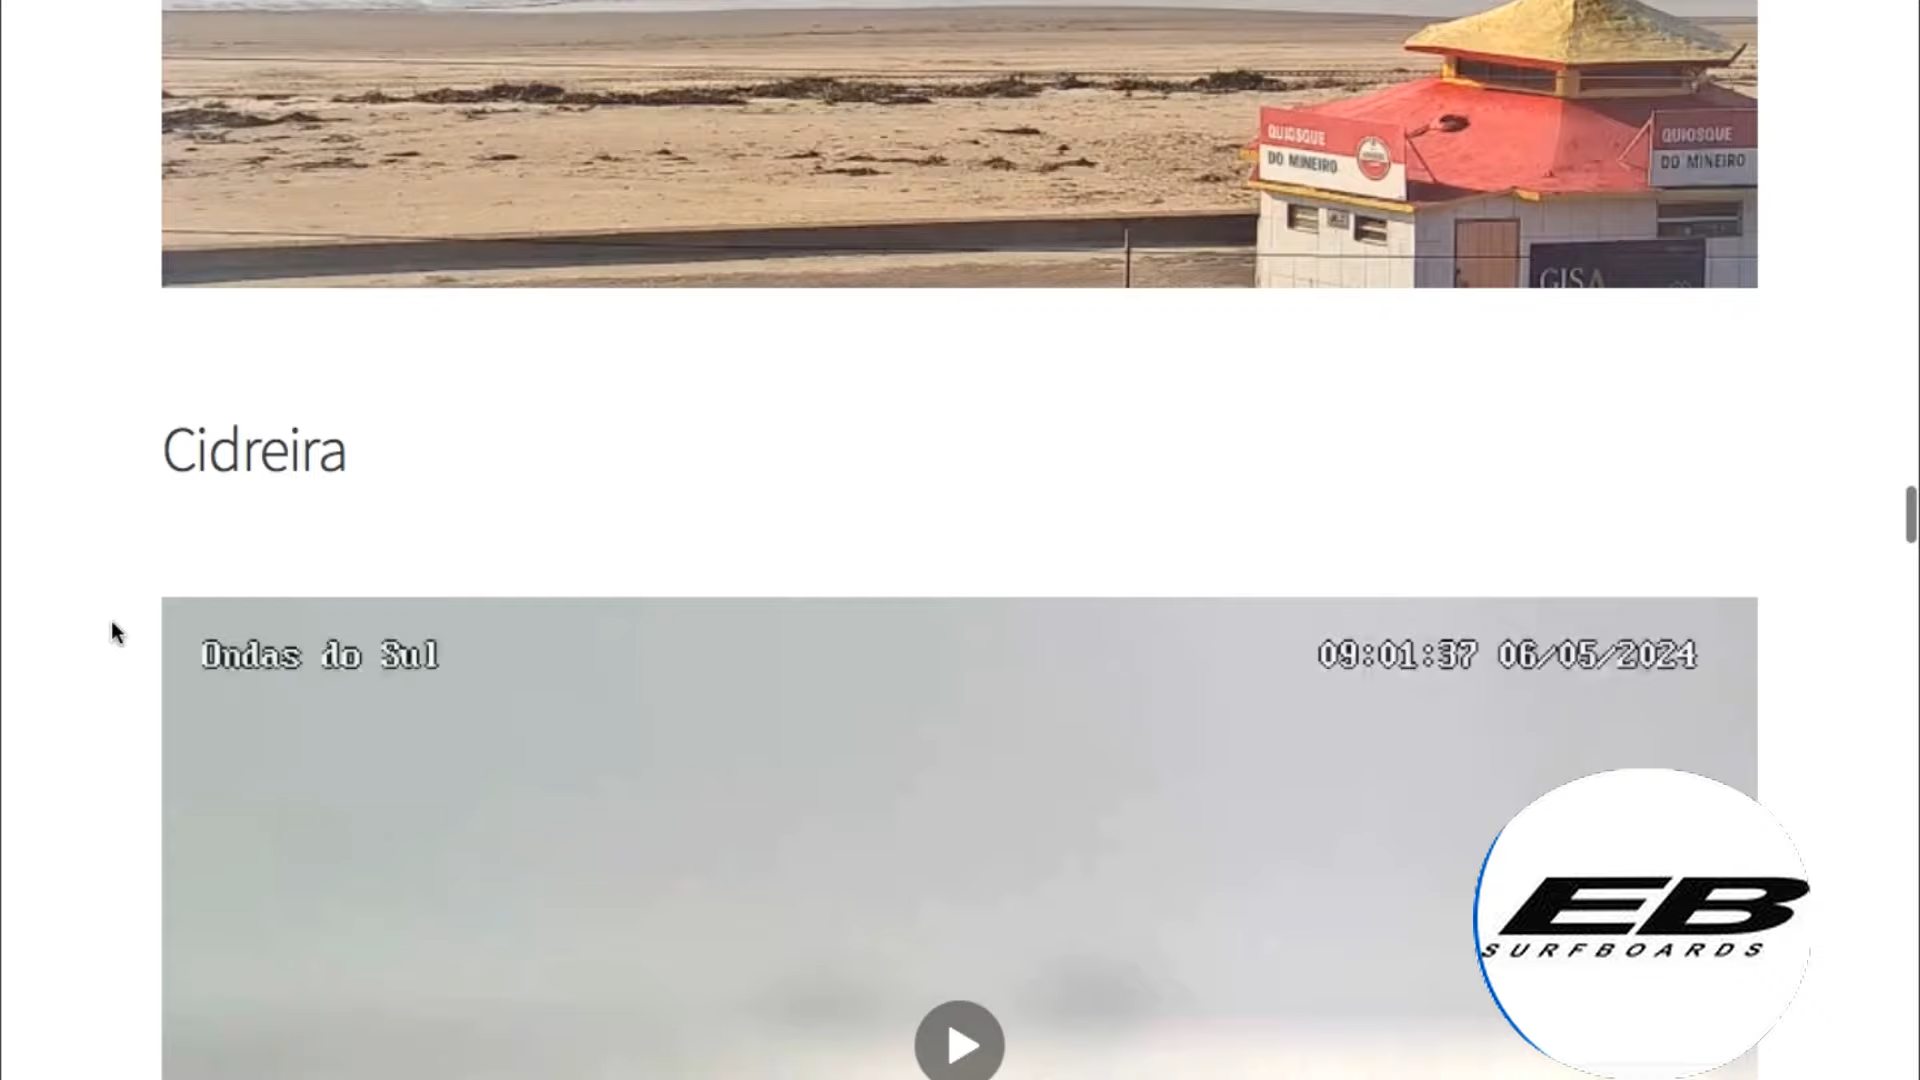 QUIOSQUE
DO MINEIRO
QUIOSQUE
DO MINEIRO
GISA
Cidreira
Ondas do Sul
09:01:37 06/05/2024
EB
SURFBOARDS